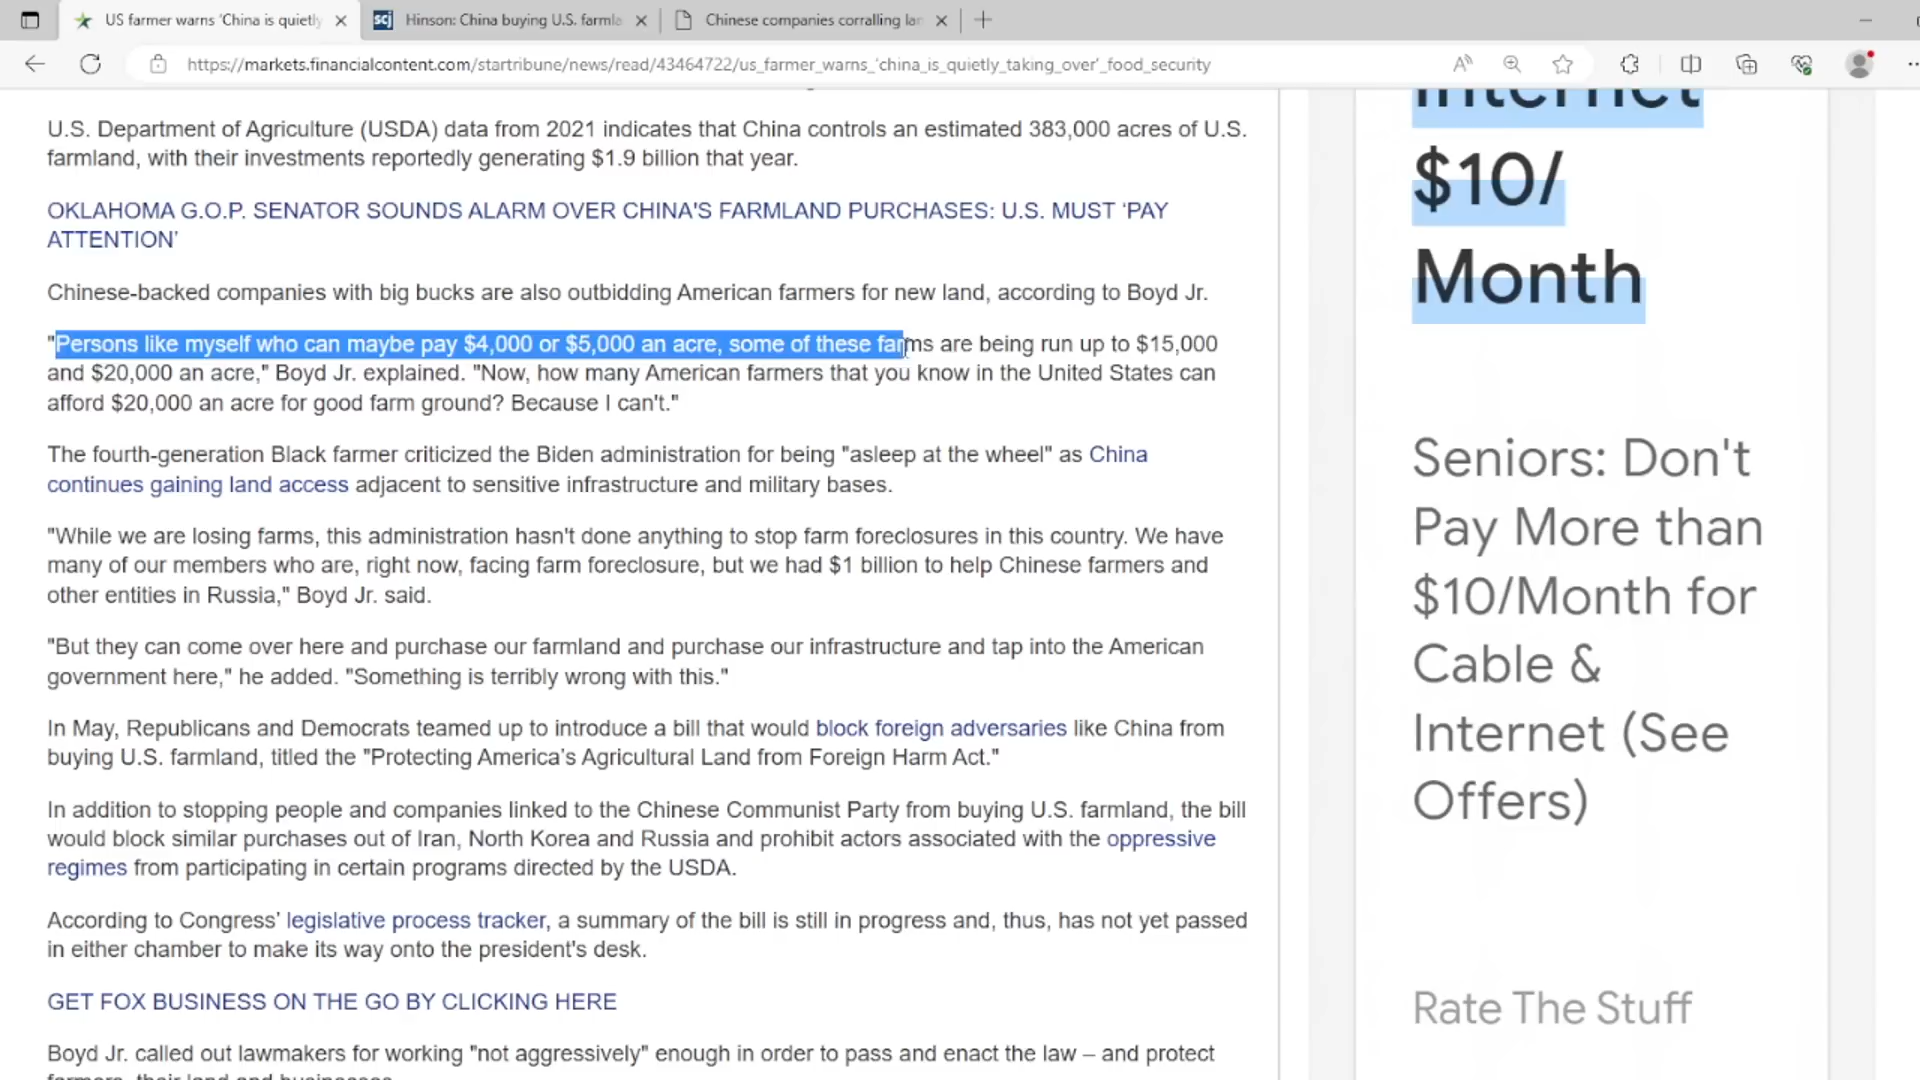 US farmer warns 'China is quietly
Hinson: China buying U.S. farmla
Chinese companies corralling lan
https://markets.financialcontent.com/startribune/news/read/43464722/us_farmer_warns_'china_is_quietly_taking_over'_food_security
U.S. Department of Agriculture (USDA) data from 2021 indicates that China controls an estimated 383,000 acres of U.S.
farmland, with their investments reportedly generating $1.9 billion that year.
OKLAHOMA G.O.P. SENATOR SOUNDS ALARM OVER CHINA'S FARMLAND PURCHASES: U.S. MUST ‘PAY
ATTENTION’
Chinese-backed companies with big bucks are also outbidding American farmers for new land, according to Boyd Jr.
"Persons like myself who can maybe pay $4,000 or $5,000 an acre, some of these farms are being run up to $15,000
and $20,000 an acre," Boyd Jr. explained. "Now, how many American farmers that you know in the United States can
afford $20,000 an acre for good farm ground? Because I can't."
The fourth-generation Black farmer criticized the Biden administration for being "asleep at the wheel" as China
continues gaining land access adjacent to sensitive infrastructure and military bases.
"While we are losing farms, this administration hasn't done anything to stop farm foreclosures in this country. We have
many of our members who are, right now, facing farm foreclosure, but we had $1 billion to help Chinese farmers and
other entities in Russia," Boyd Jr. said.
"But they can come over here and purchase our farmland and purchase our infrastructure and tap into the American
government here," he added. "Something is terribly wrong with this."
In May, Republicans and Democrats teamed up to introduce a bill that would block foreign adversaries like China from
buying U.S. farmland, titled the "Protecting America’s Agricultural Land from Foreign Harm Act."
In addition to stopping people and companies linked to the Chinese Communist Party from buying U.S. farmland, the bill
would block similar purchases out of Iran, North Korea and Russia and prohibit actors associated with the oppressive
regimes from participating in certain programs directed by the USDA.
According to Congress’ legislative process tracker, a summary of the bill is still in progress and, thus, has not yet passed
in either chamber to make its way onto the president's desk.
GET FOX BUSINESS ON THE GO BY CLICKING HERE
Boyd Jr. called out lawmakers for working "not aggressively" enough in order to pass and enact the law – and protect
farmers, their land and businesses.
Internet
$10/
Month
Seniors: Don't
Pay More than
$10/Month for
Cable &
Internet (See
Offers)
Rate The Stuff